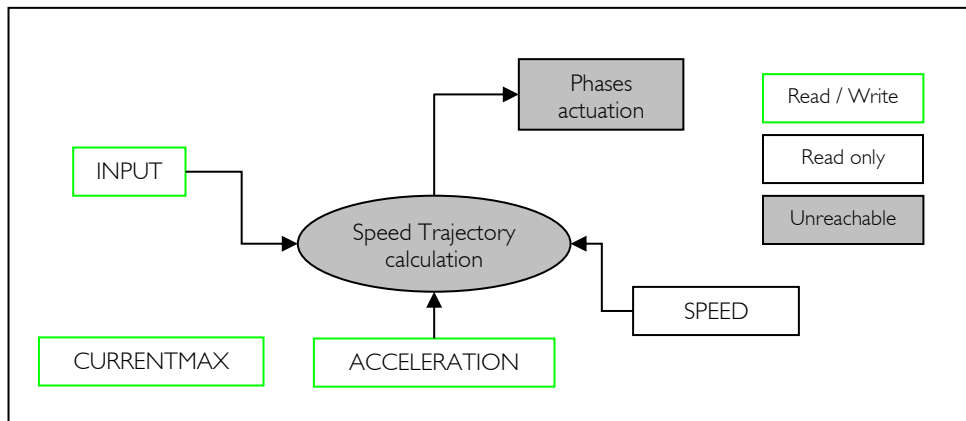 Phases
actuation
Read / Write
INPUT
Read only
Speed Trajectory
calculation
Unreachable
SPEED
CURRENTMAX
ACCELERATION